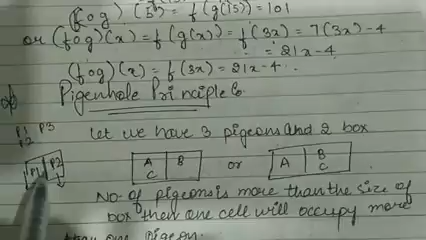 (fog) (5) = f(g(15)) = 101
or (fog)(x) = f(g(x)) = f(3x) = 7(3x) - 4
= 21x - 4
(fog)(x) = f(3x) = 21x - 4.
Pigenhole Principle
P1 P3
P2
Let we have 3 pigeons and 2 box
P1 P2
A B
C
or
A B
C
No. of pigeons is more than the size of
box then one cell will occupy more
than one pigeon.